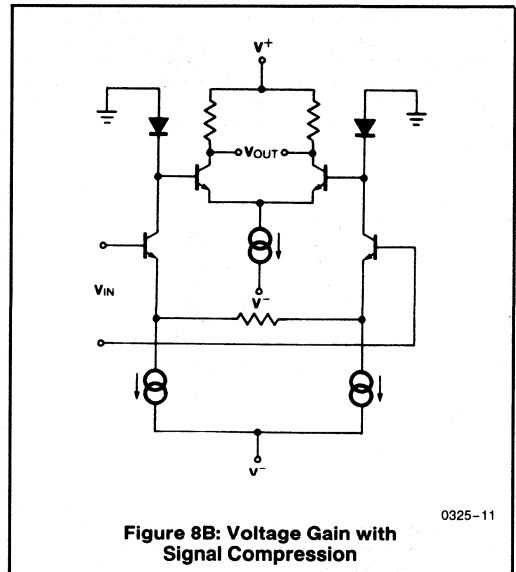 V+
VOUT
VIN
V−
V−
0325–11
Figure 8B: Voltage Gain with
Signal Compression